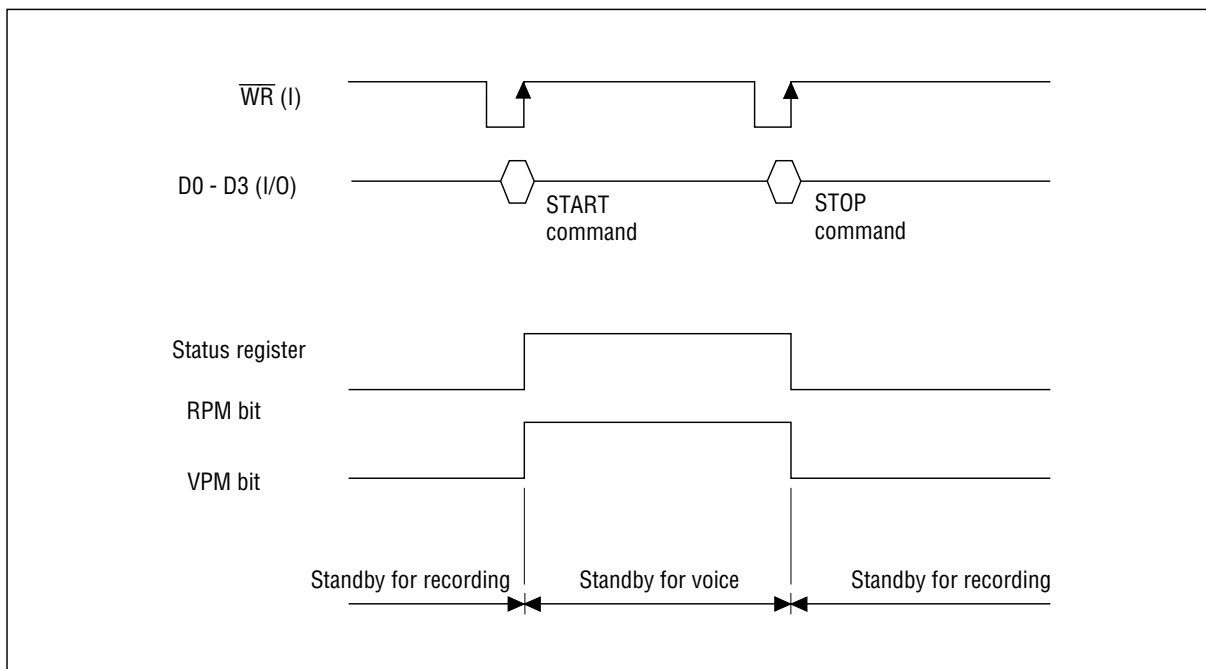 W̅R̅ (I)
D0 - D3 (I/O)
START
command
STOP
command
Status register
RPM bit
VPM bit
Standby for recording
Standby for voice
Standby for recording